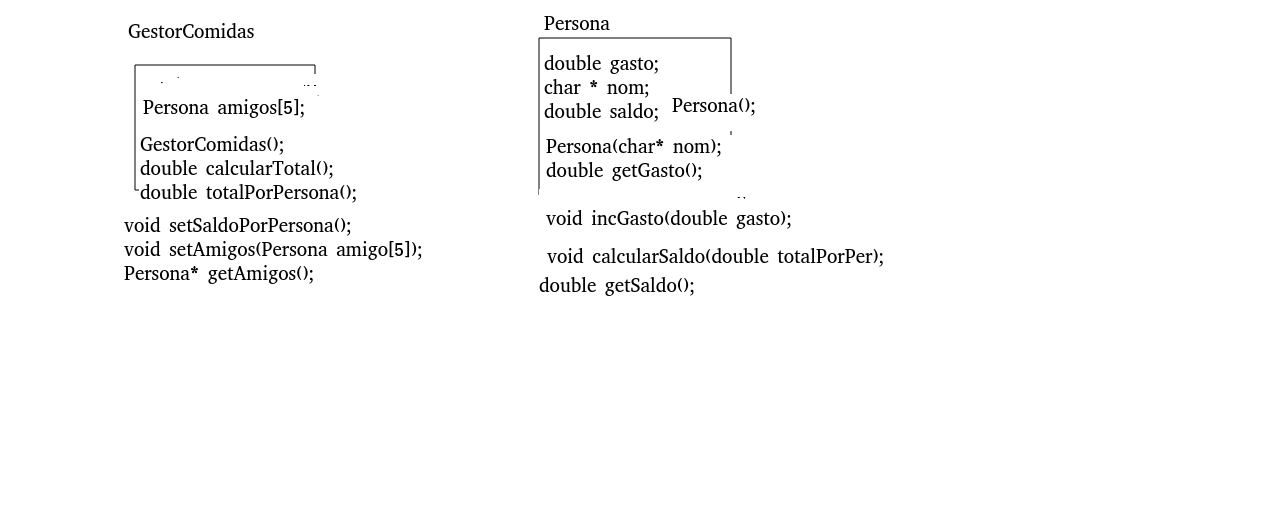 GestorComidas
Persona amigos[5];
GestorComidas();
double calcularTotal();
double totalPorPersona();
void setSaldoPorPersona();
void setAmigos(Persona amigo[5]);
Persona* getAmigos();
Persona
double gasto;
char * nom;
double saldo;
Persona();
Persona(char* nom);
double getGasto();
void incGasto(double gasto);
void calcularSaldo(double totalPorPer);
double getSaldo();